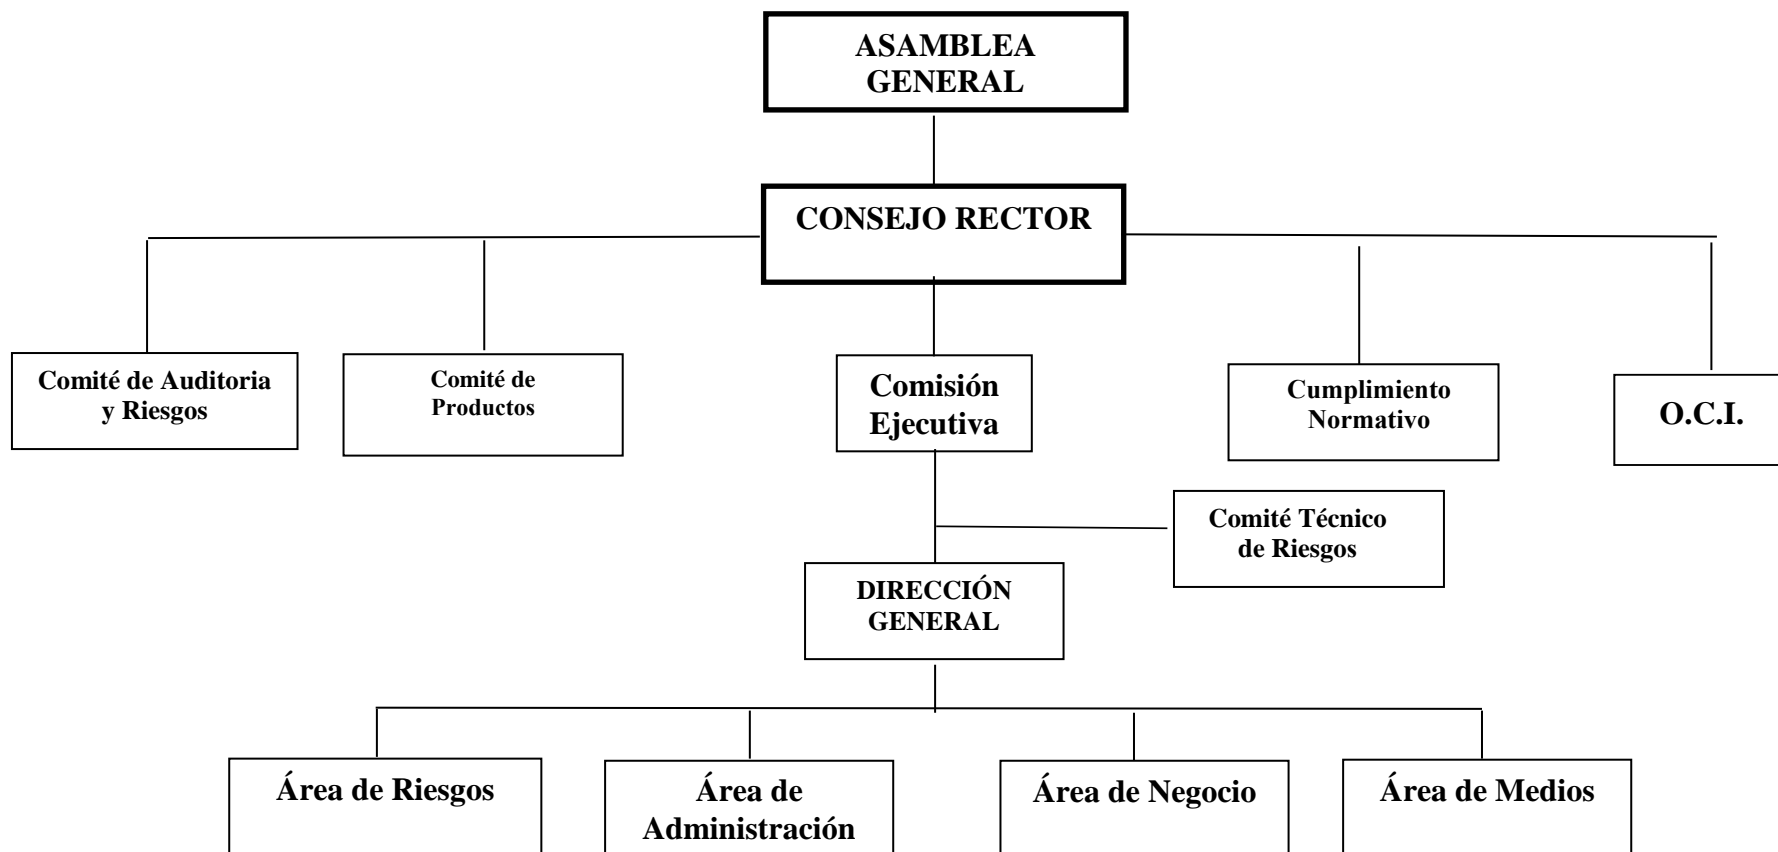 ASAMBLEA
GENERAL
CONSEJO RECTOR
Comité de Auditoria
y Riesgos
Comité de
Productos
Comisión
Ejecutiva
Cumplimiento
Normativo
O.C.I.
Comité Técnico
de Riesgos
DIRECCIÓN
GENERAL
Área de Riesgos
Área de
Administración
Área de Negocio
Área de Medios